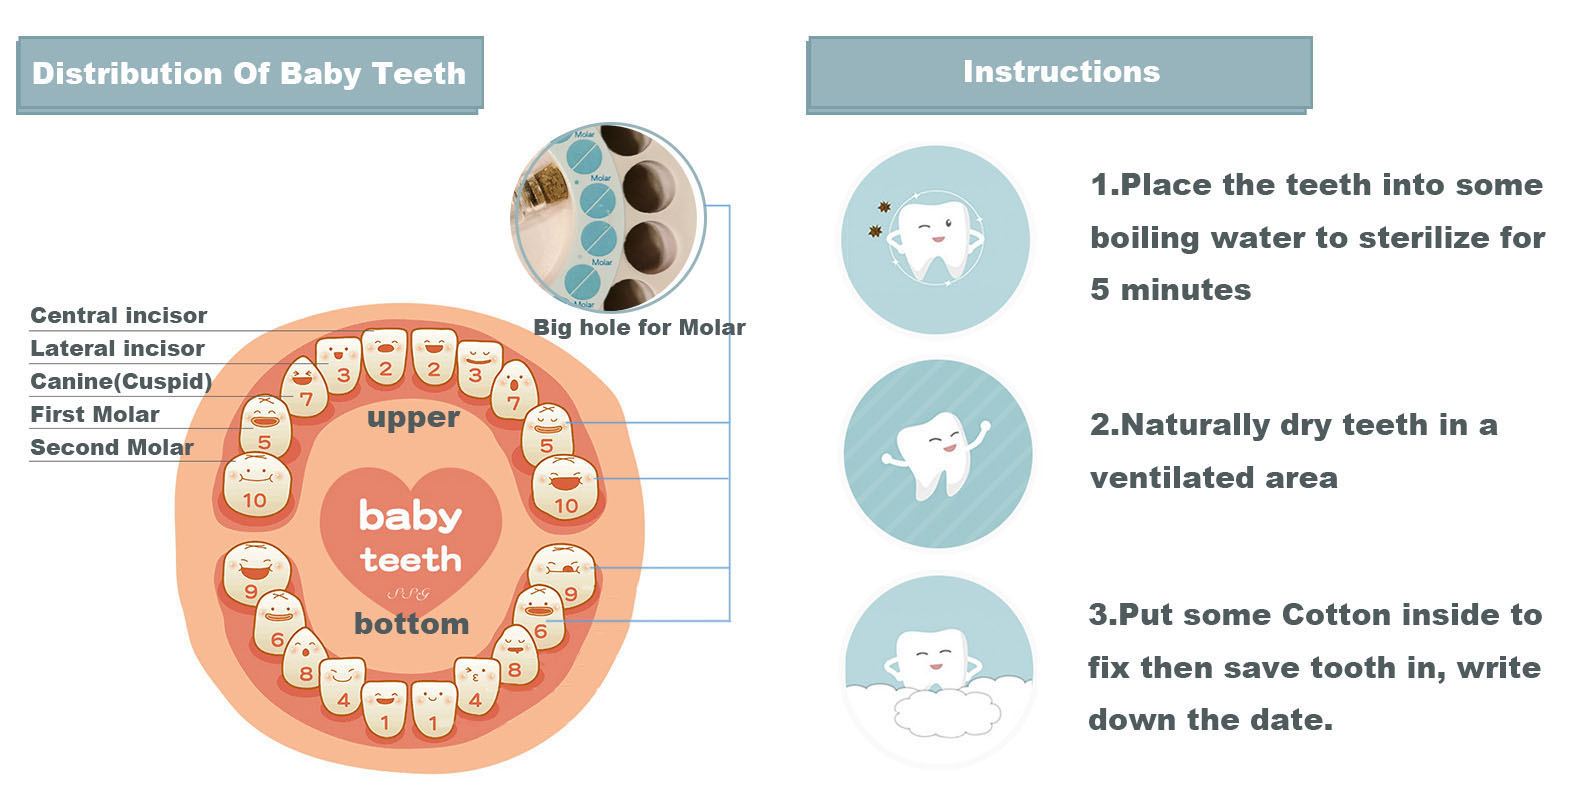 Distribution Of Baby Teeth
Molar
Molar
Molar
Molar
Big hole for Molar
Central incisor
Lateral incisor
Canine(Cuspid)
First Molar
Second Molar
2
2
3
3
7
7
5
5
10
10
upper
baby
teeth
SSG
bottom
9
9
6
6
8
8
4
4
1
1
Instructions
1.Place the teeth into some
boiling water to sterilize for
5 minutes
2.Naturally dry teeth in a
ventilated area
3.Put some Cotton inside to
fix then save tooth in, write
down the date.